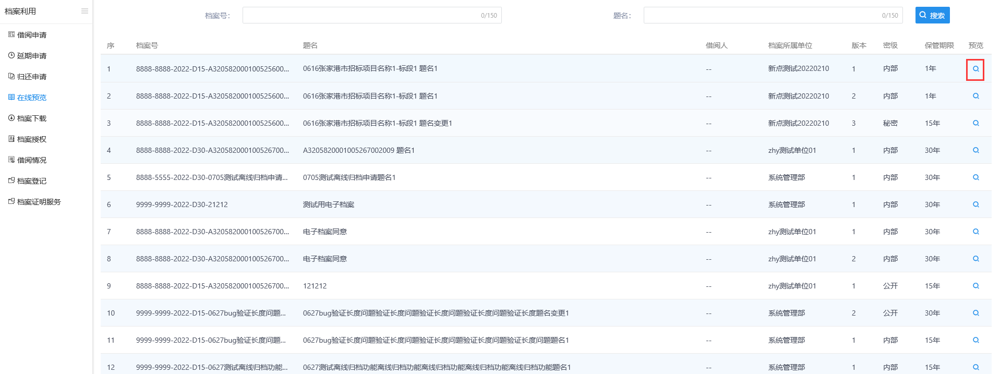 档案利用
借阅申请
延期申请
归还申请
在线预览
档案下载
档案授权
借阅情况
档案登记
档案证明服务
档案号： 0/150 题名： 0/150 搜索
序 档案号 题名 借阅人 档案所属单位 版本 密级 保管期限 预览
1 8888-8888-2022-D15-A320582000100525600... 0616张家港市招标项目名称1-标段1 题名1 -- 新点测试20220210 1 内部 1年
2 8888-8888-2022-D15-A320582000100525600... 0616张家港市招标项目名称1-标段1 题名1 -- 新点测试20220210 2 内部 1年
3 8888-8888-2022-D15-A320582000100525600... 0616张家港市招标项目名称1-标段1 题名变更1 -- 新点测试20220210 3 秘密 15年
4 8888-8888-2022-D30-A320582000100526700... A3205820001005267002009 题名1 -- zhy测试单位01 1 内部 30年
5 8888-5555-2022-D30-0705测试离线归档申请... 0705测试离线归档申请题名1 -- 系统管理部 1 内部 30年
6 9999-9999-2022-D30-21212 测试用电子档案 -- 系统管理部 1 内部 30年
7 8888-8888-2022-D30-A320582000100526700... 电子档案同意 -- zhy测试单位01 1 内部 30年
8 8888-8888-2022-D30-A320582000100526700... 电子档案同意 -- zhy测试单位01 2 内部 30年
9 8888-8888-2022-D15-A320582000100526700... 121212 -- zhy测试单位01 1 公开 15年
10 9999-9999-2022-D15-0627bug验证长度问题... 0627bug验证长度问题验证长度问题验证长度问题验证长度问题验证长度题名变更1 -- 系统管理部 2 公开 30年
11 9999-9999-2022-D15-0627bug验证长度问题... 0627bug验证长度问题验证长度问题验证长度问题验证长度问题验证长度问题题名1 -- 系统管理部 1 内部 15年
12 9999-9999-2022-D15-0627测试离线归档功能... 0627测试离线归档功能离线归档功能离线归档功能离线归档功能离线归档功能题名1 -- 系统管理部 1 内部 15年